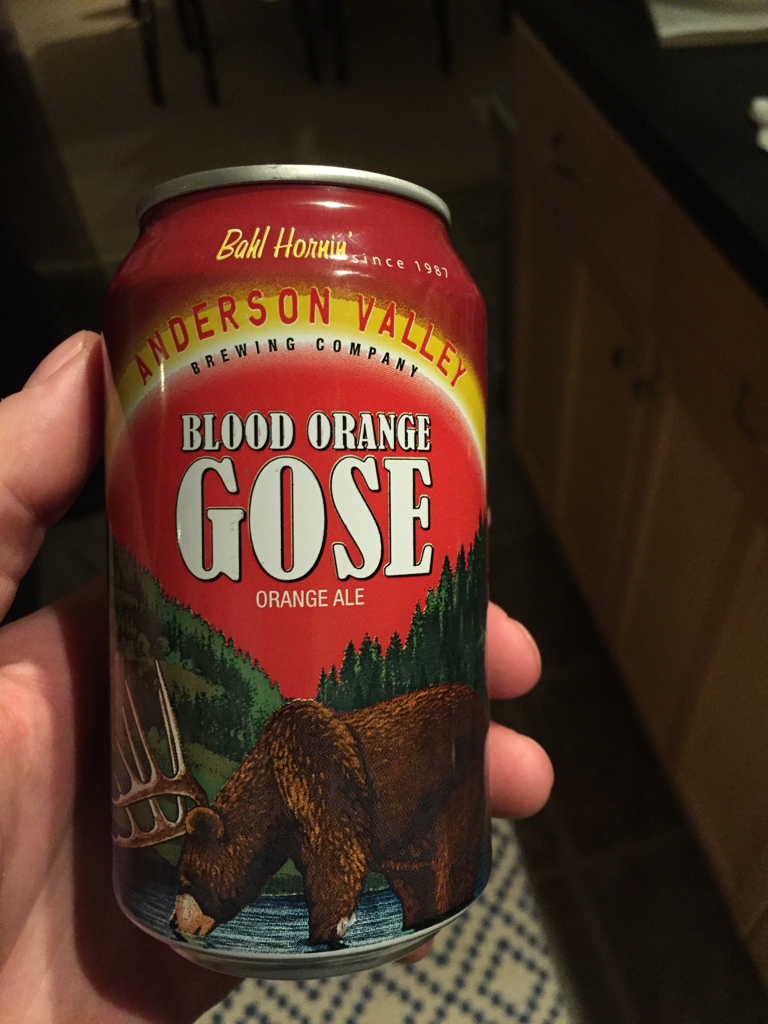 Bahl Hornin'
since 1987
ANDERSON VALLEY
BREWING COMPANY
BLOOD ORANGE
GOSE
ORANGE ALE